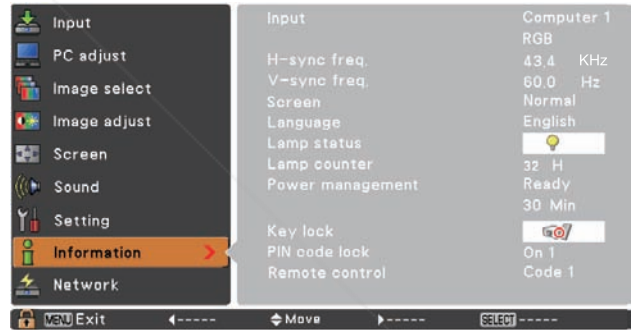 Input
PC adjust
Image select
Image adjust
Screen
Sound
Setting
Information
Network
Input Computer 1
RGB
H-sync freq. 43.4 KHz
V-sync freq. 60.0 Hz
Screen Normal
Language English
Lamp status
Lamp counter 32 H
Power management Ready
30 Min
Key lock
PIN code lock On 1
Remote control Code 1
MENU Exit ◀----- Move ▶----- SELECT -----